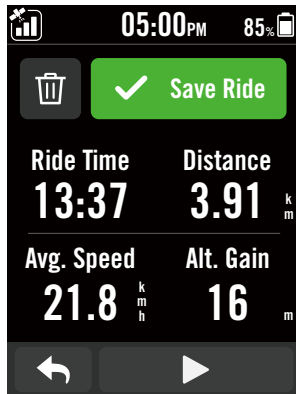 05:00PM 85%
Save Ride
Ride Time Distance
13:37 3.91 km
Avg. Speed Alt. Gain
21.8 kmh 16 m